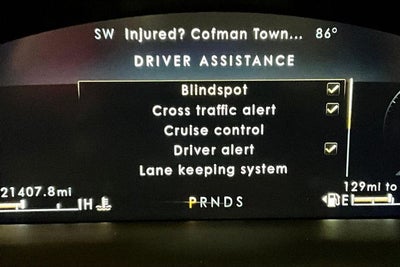 SW Injured? Cofman Town... 86°
DRIVER ASSISTANCE
Blindspot
Cross traffic alert
Cruise control
Driver alert
Lane keeping system
21407.8mi
129mi to
H
PRNDS
E